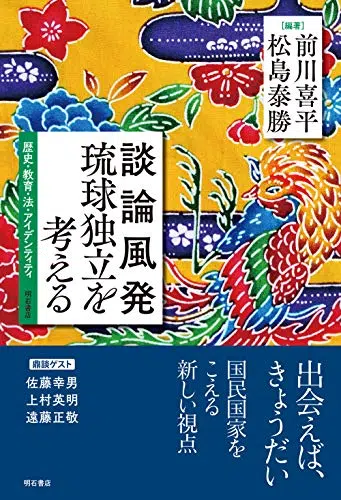 [編著]
前川喜平
松島泰勝
談論風発
琉球独立を
考える
歴史・教育・法・アイデンティティ
明石書店
出会えば、
きょうだい
国民国家を
こえる
新しい視点
鼎談ゲスト
佐藤幸男
上村英明
遠藤正敬
明石書店